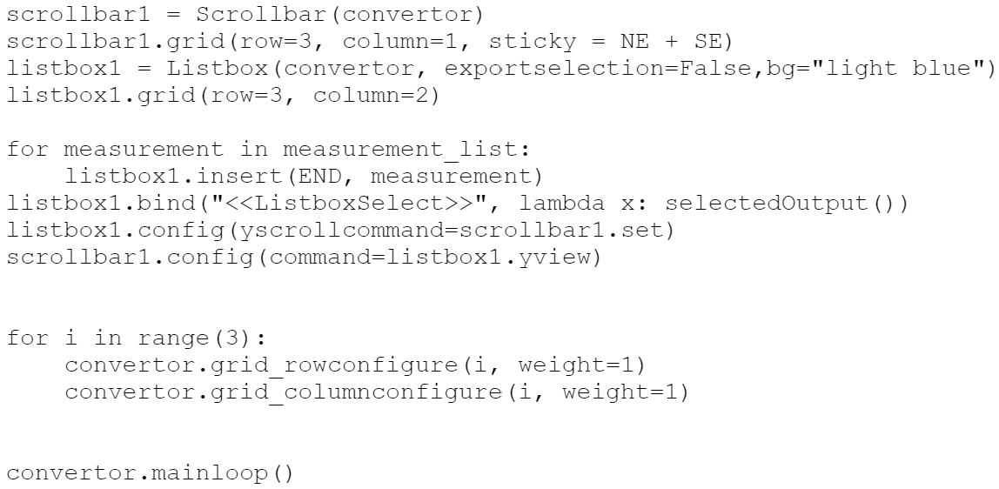 scrollbar1 = Scrollbar(convertor)
scrollbar1.grid(row=3, column=1, sticky = NE + SE)
listbox1 = Listbox(convertor, exportselection=False,bg="light blue")
listbox1.grid(row=3, column=2)

for measurement in measurement_list:
    listbox1.insert(END, measurement)
listbox1.bind("<<ListboxSelect>>", lambda x: selectedOutput())
listbox1.config(yscrollcommand=scrollbar1.set)
scrollbar1.config(command=listbox1.yview)

for i in range(3):
    convertor.grid_rowconfigure(i, weight=1)
    convertor.grid_columnconfigure(i, weight=1)

convertor.mainloop()